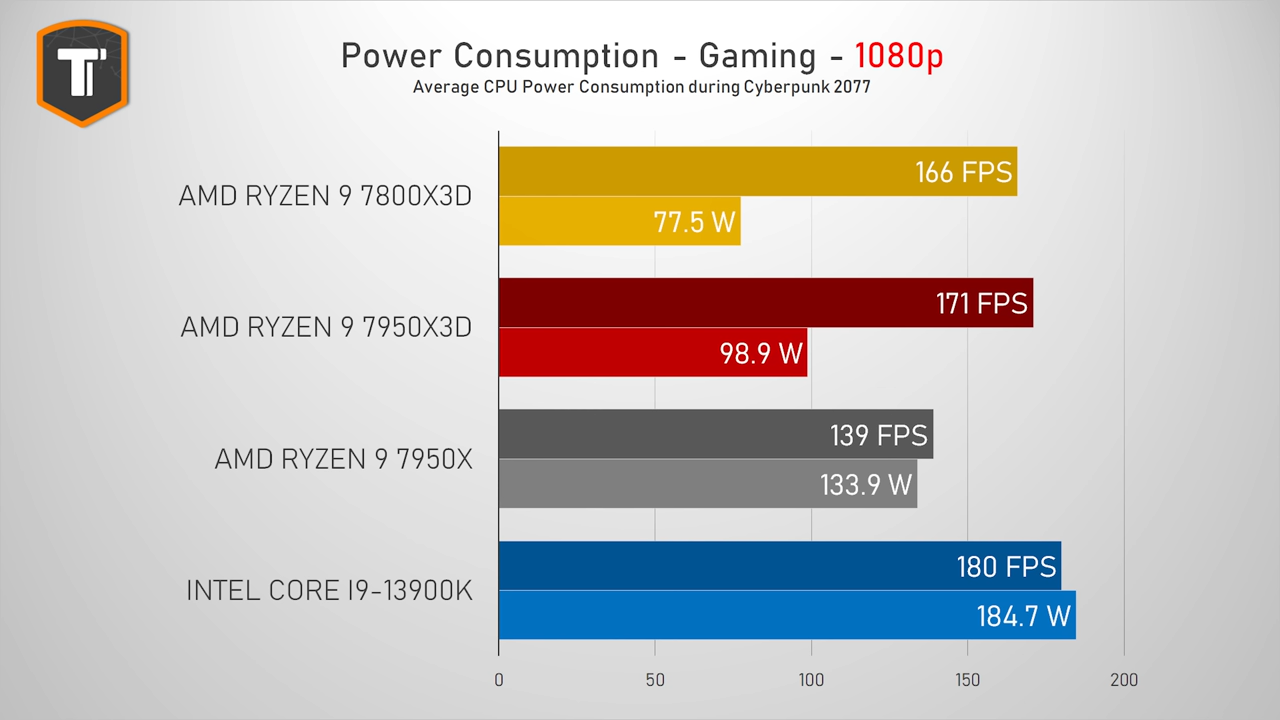 T
Power Consumption - Gaming - 1080p
Average CPU Power Consumption during Cyberpunk 2077
AMD RYZEN 9 7800X3D
166 FPS
77.5 W
AMD RYZEN 9 7950X3D
171 FPS
98.9 W
AMD RYZEN 9 7950X
139 FPS
133.9 W
INTEL CORE I9-13900K
180 FPS
184.7 W
0 50 100 150 200